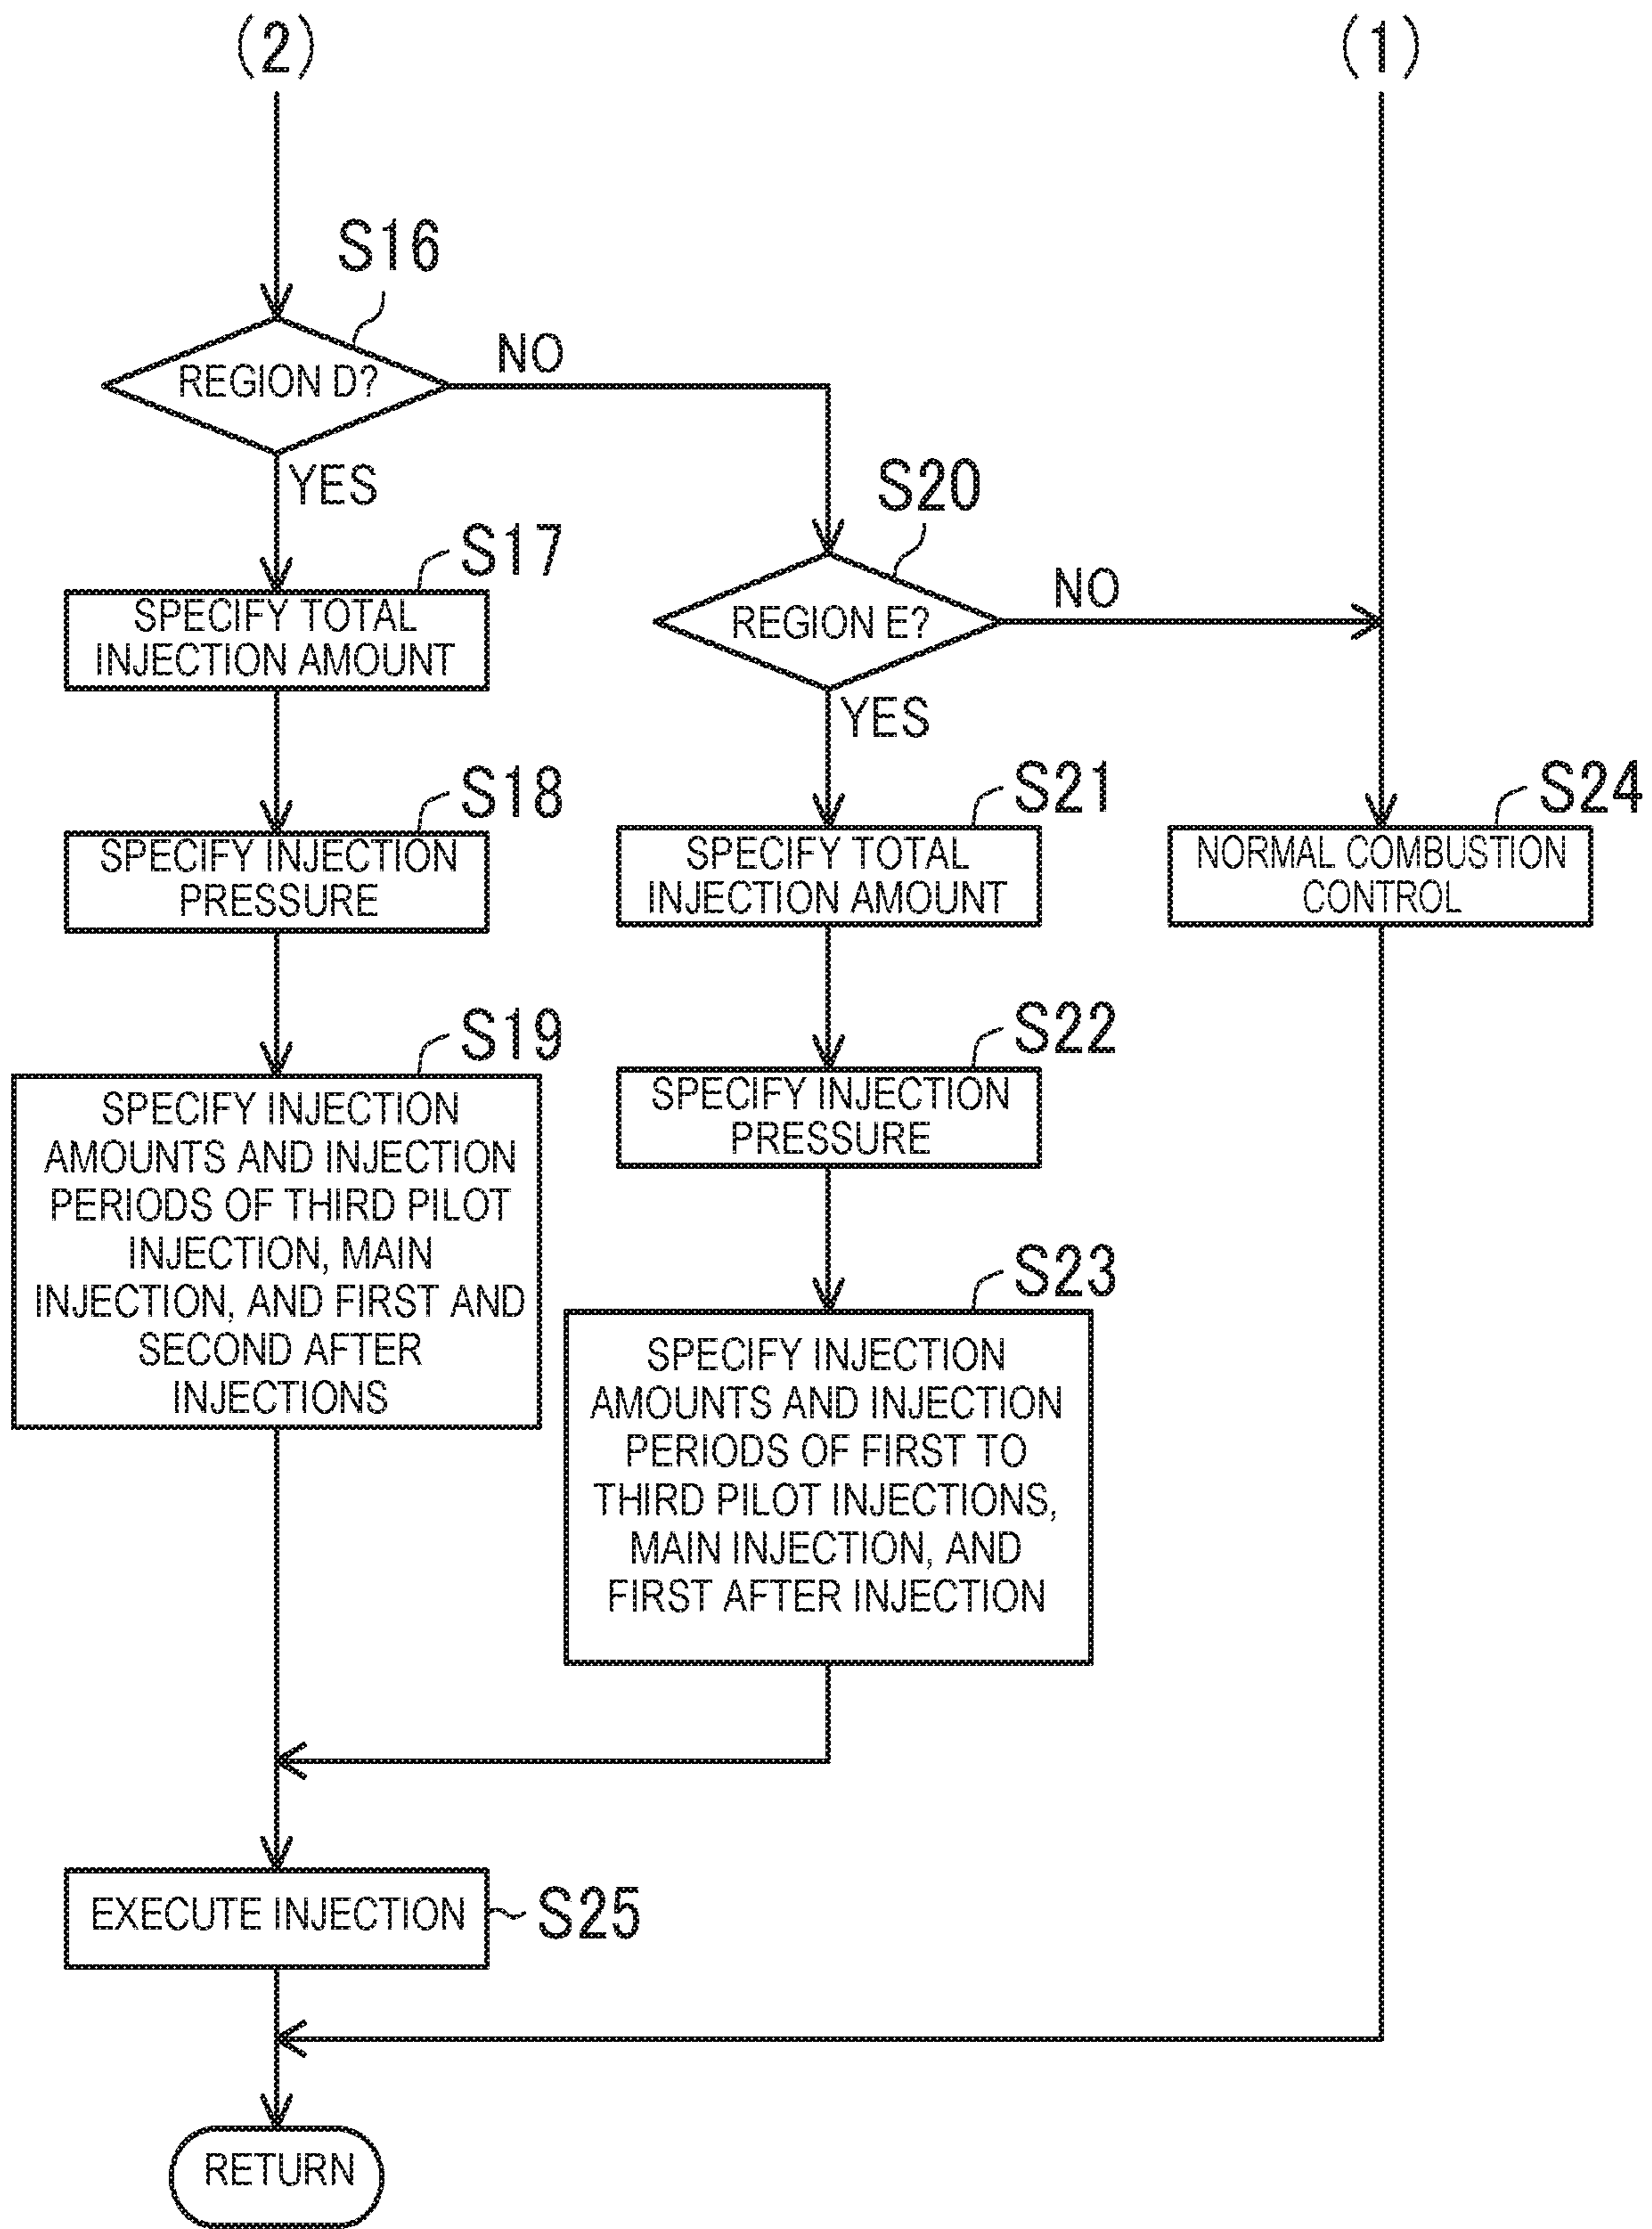 (2)
(1)
S16
REGION D?
NO
YES
S17
SPECIFY TOTAL
INJECTION AMOUNT
S18
SPECIFY INJECTION
PRESSURE
S19
SPECIFY INJECTION
AMOUNTS AND INJECTION
PERIODS OF THIRD PILOT
INJECTION, MAIN
INJECTION, AND FIRST AND
SECOND AFTER
INJECTIONS
S20
REGION E?
NO
YES
S21
SPECIFY TOTAL
INJECTION AMOUNT
S22
SPECIFY INJECTION
PRESSURE
S23
SPECIFY INJECTION
AMOUNTS AND INJECTION
PERIODS OF FIRST TO
THIRD PILOT INJECTIONS,
MAIN INJECTION, AND
FIRST AFTER INJECTION
S24
NORMAL COMBUSTION
CONTROL
EXECUTE INJECTION
S25
RETURN